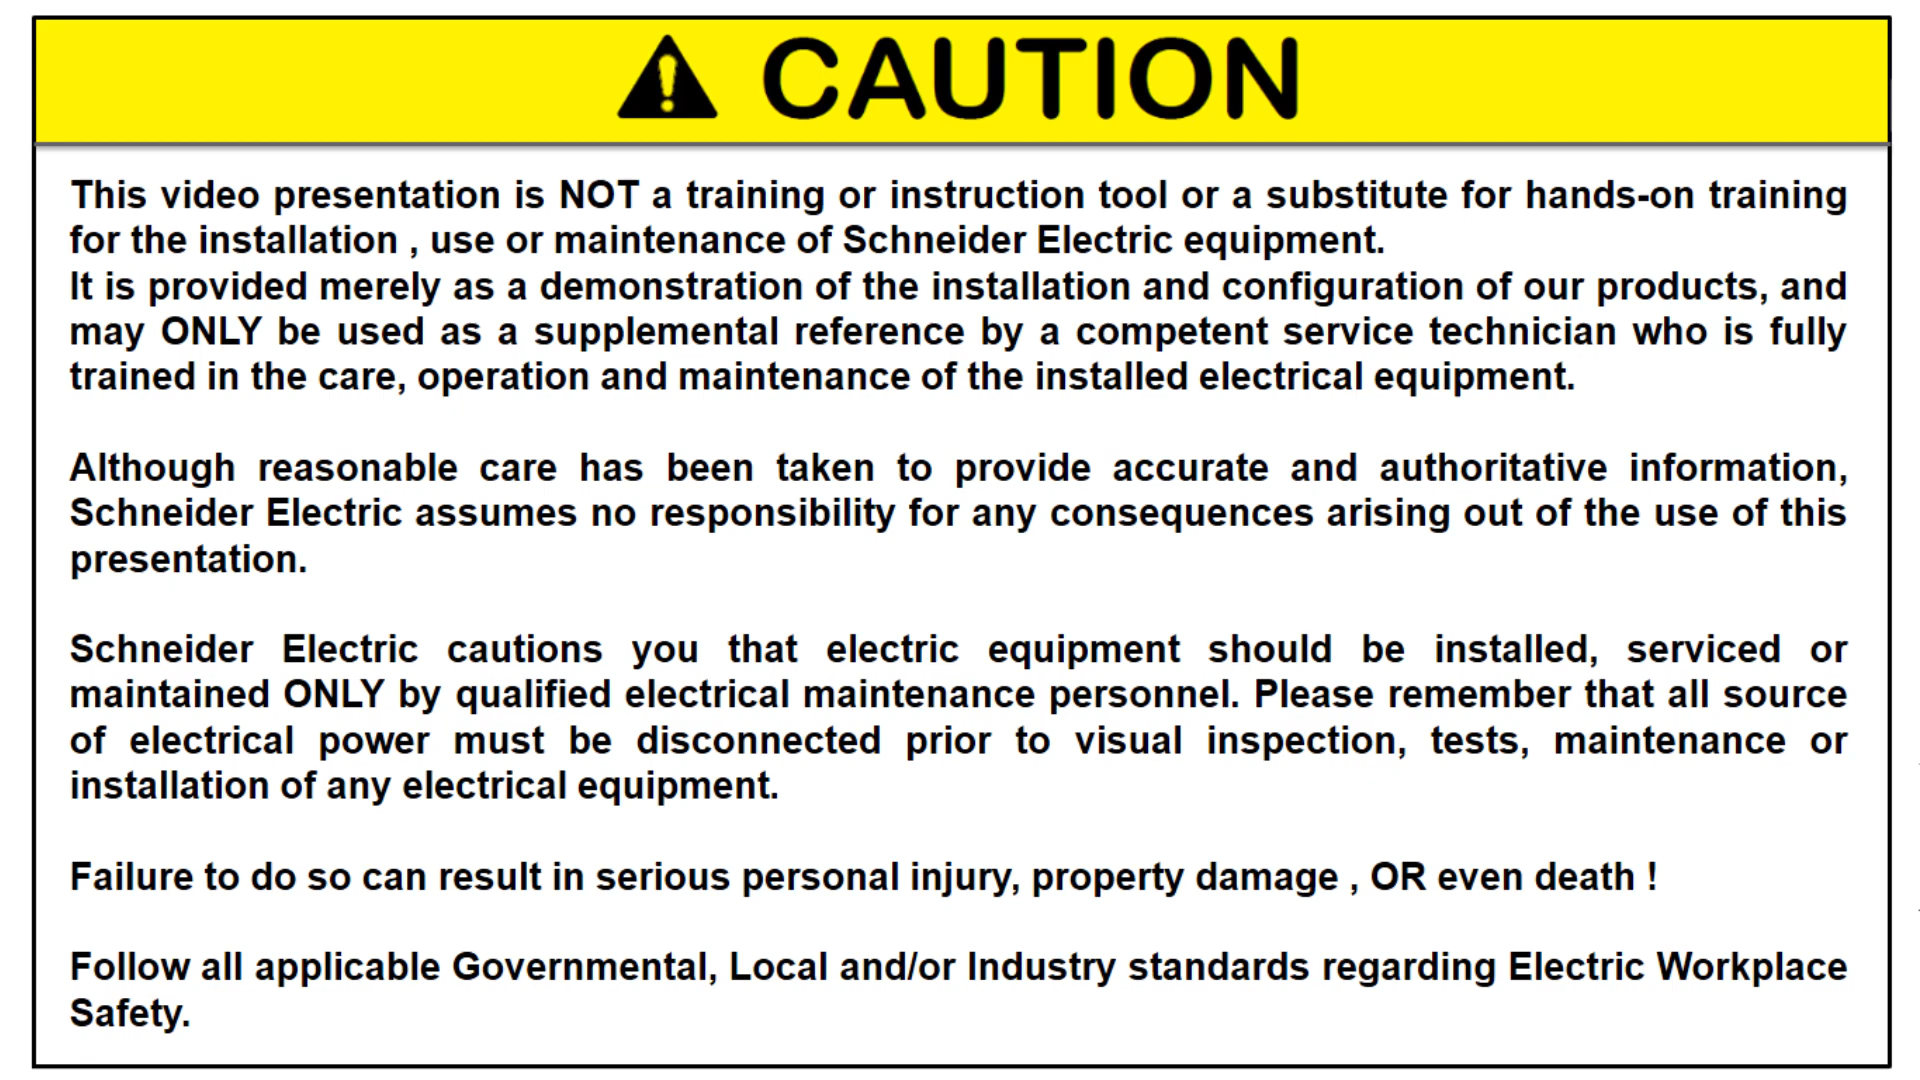 CAUTION
This video presentation is NOT a training or instruction tool or a substitute for hands-on training
for the installation , use or maintenance of Schneider Electric equipment.
It is provided merely as a demonstration of the installation and configuration of our products, and
may ONLY be used as a supplemental reference by a competent service technician who is fully
trained in the care, operation and maintenance of the installed electrical equipment.
Although reasonable care has been taken to provide accurate and authoritative information,
Schneider Electric assumes no responsibility for any consequences arising out of the use of this
presentation.
Schneider Electric cautions you that electric equipment should be installed, serviced or
maintained ONLY by qualified electrical maintenance personnel. Please remember that all source
of electrical power must be disconnected prior to visual inspection, tests, maintenance or
installation of any electrical equipment.
Failure to do so can result in serious personal injury, property damage , OR even death !
Follow all applicable Governmental, Local and/or Industry standards regarding Electric Workplace
Safety.